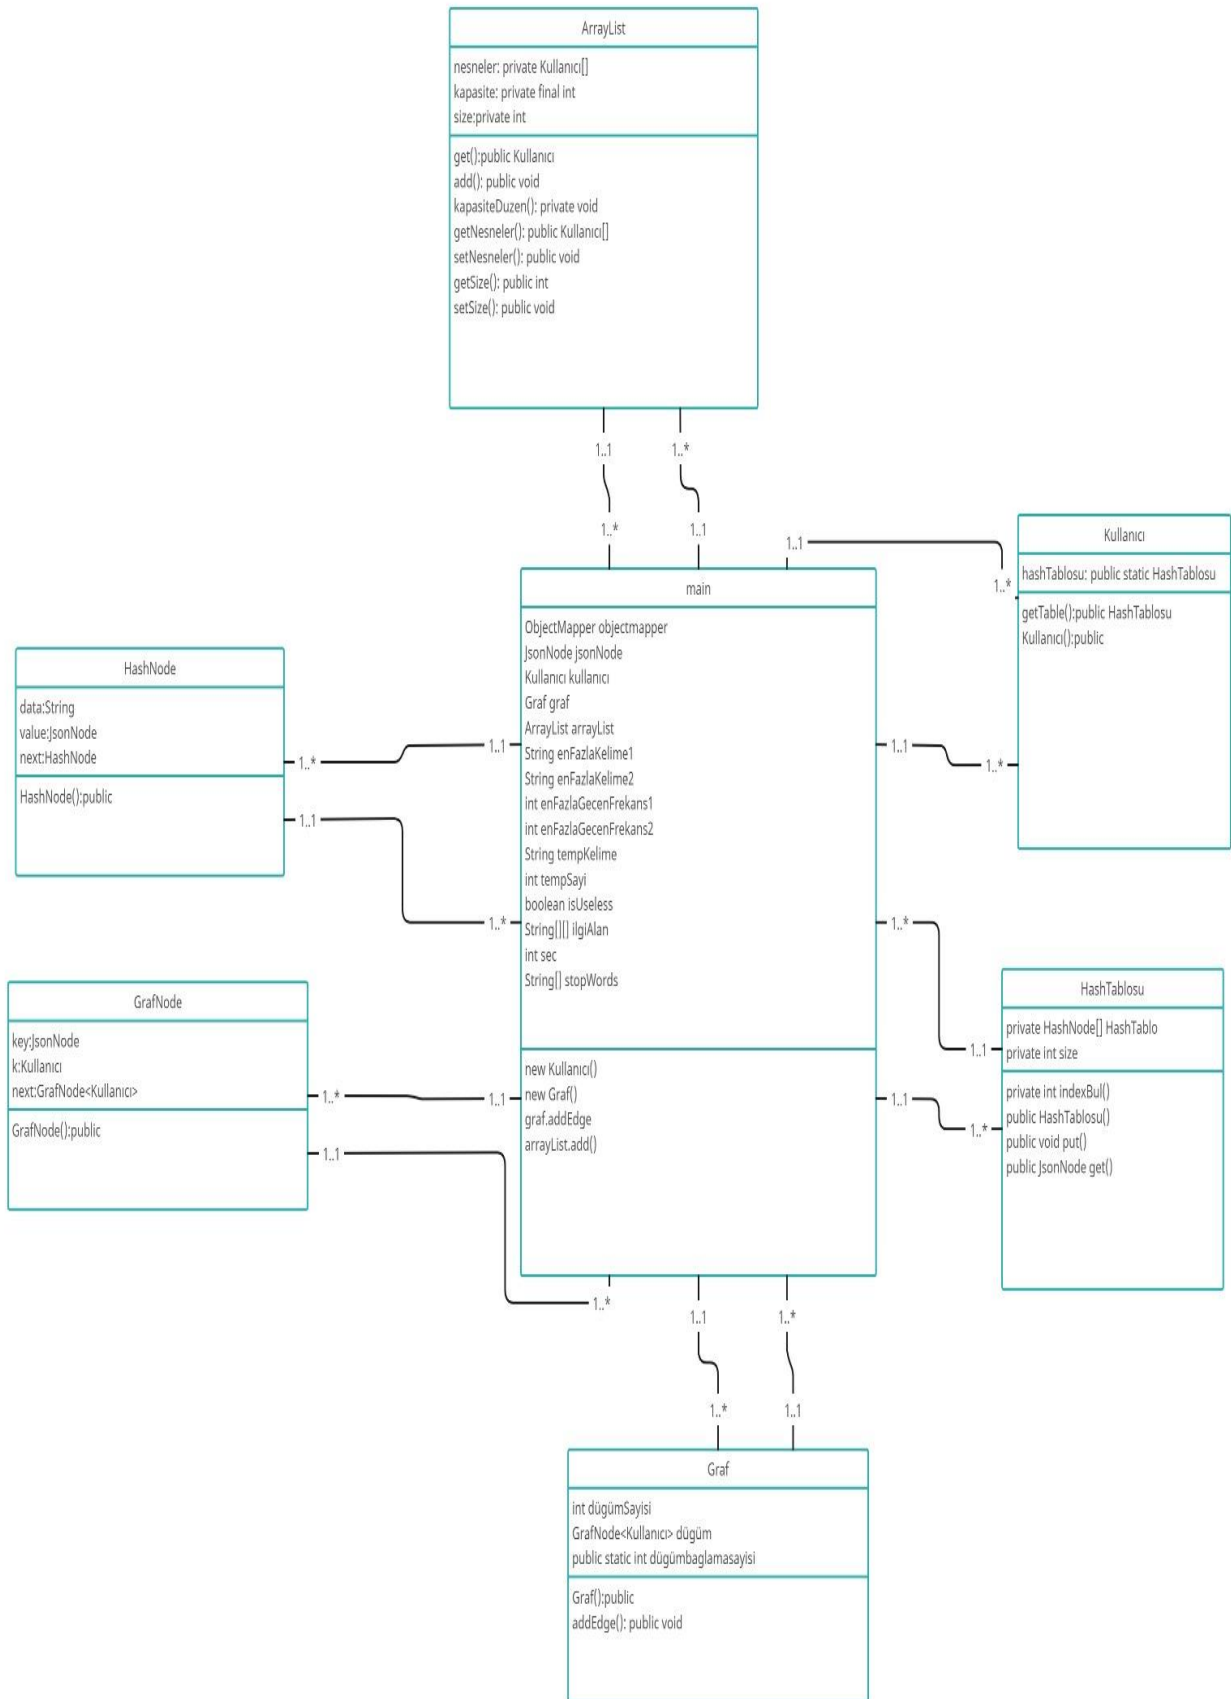 ArrayList
nesneler: private Kullanıcı[]
kapasite: private final int
size:private int
get():public Kullanıcı
add(): public void
kapasiteDuzen(): private void
getNesneler(): public Kullanıcı[]
setNesneler(): public void
getSize(): public int
setSize(): public void
1..1
1..*
1..*
1..1
1..1
1..*
Kullanıcı
hashTablosu: public static HashTablosu
getTable():public HashTablosu
Kullanıcı():public
main
ObjectMapper objectmapper
JsonNode jsonNode
Kullanıcı kullanıcı
Graf graf
ArrayList arrayList
String enFazlaKelime1
String enFazlaKelime2
int enFazlaGecenFrekans1
int enFazlaGecenFrekans2
String tempKelime
int tempSayi
boolean isUseless
String[][] ilgiAlan
int sec
String[] stopWords
new Kullanıcı()
new Graf()
graf.addEdge
arrayList.add()
HashNode
data:String
value:JsonNode
next:HashNode
HashNode():public
1..*
1..1
1..1
1..*
1..1
1..*
1..*
1..1
1..1
1..*
HashTablosu
private HashNode[] HashTablo
private int size
private int indexBul()
public HashTablosu()
public void put()
public JsonNode get()
GrafNode
key:JsonNode
k:Kullanıcı
next:GrafNode<Kullanıcı>
GrafNode():public
1..*
1..1
1..1
1..*
1..1
1..*
1..*
1..1
Graf
int dügümSayisi
GrafNode<Kullanıcı> dügüm
public static int dügümbaglamasayisi
Graf():public
addEdge(): public void